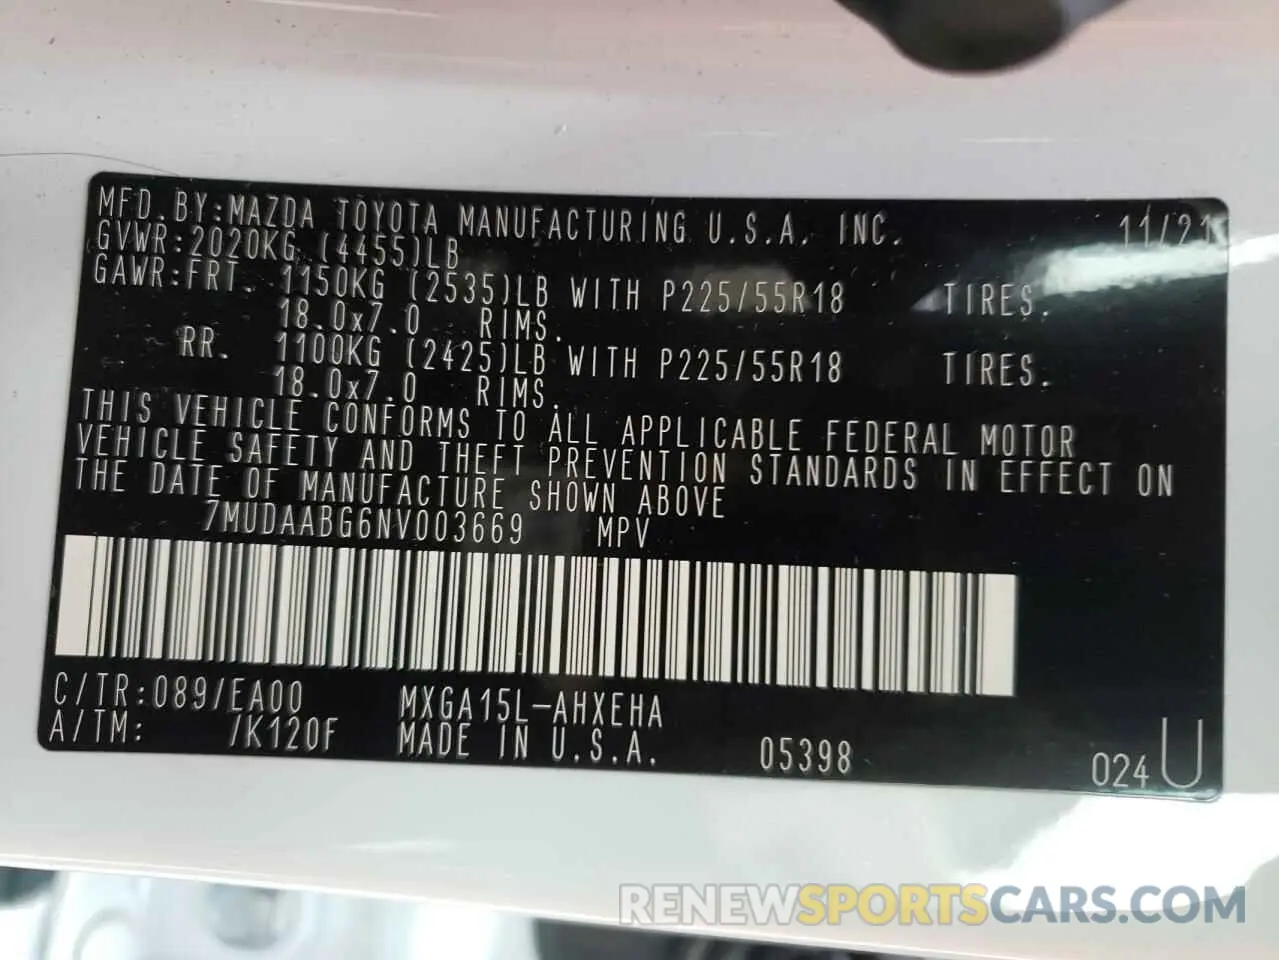 MFD.BY:MAZDA TOYOTA MANUFACTURING U.S.A. INC. 11/21
GVWR:2020KG (4455)LB
GAWR:FRT. 1150KG (2535)LB WITH P225/55R18 TIRES.
18.0x7.0 RIMS.
RR. 1100KG (2425)LB WITH P225/55R18 TIRES.
18.0x7.0 RIMS.
THIS VEHICLE CONFORMS TO ALL APPLICABLE FEDERAL MOTOR
VEHICLE SAFETY AND THEFT PREVENTION STANDARDS IN EFFECT ON
THE DATE OF MANUFACTURE SHOWN ABOVE
7MUDAABG6NV003669 MPV
C/TR:089/EA00 MXGA15L-AHXEHA
A/TM: /K120F MADE IN U.S.A. 05398 024 U
RENEWSPORTSCARS.COM